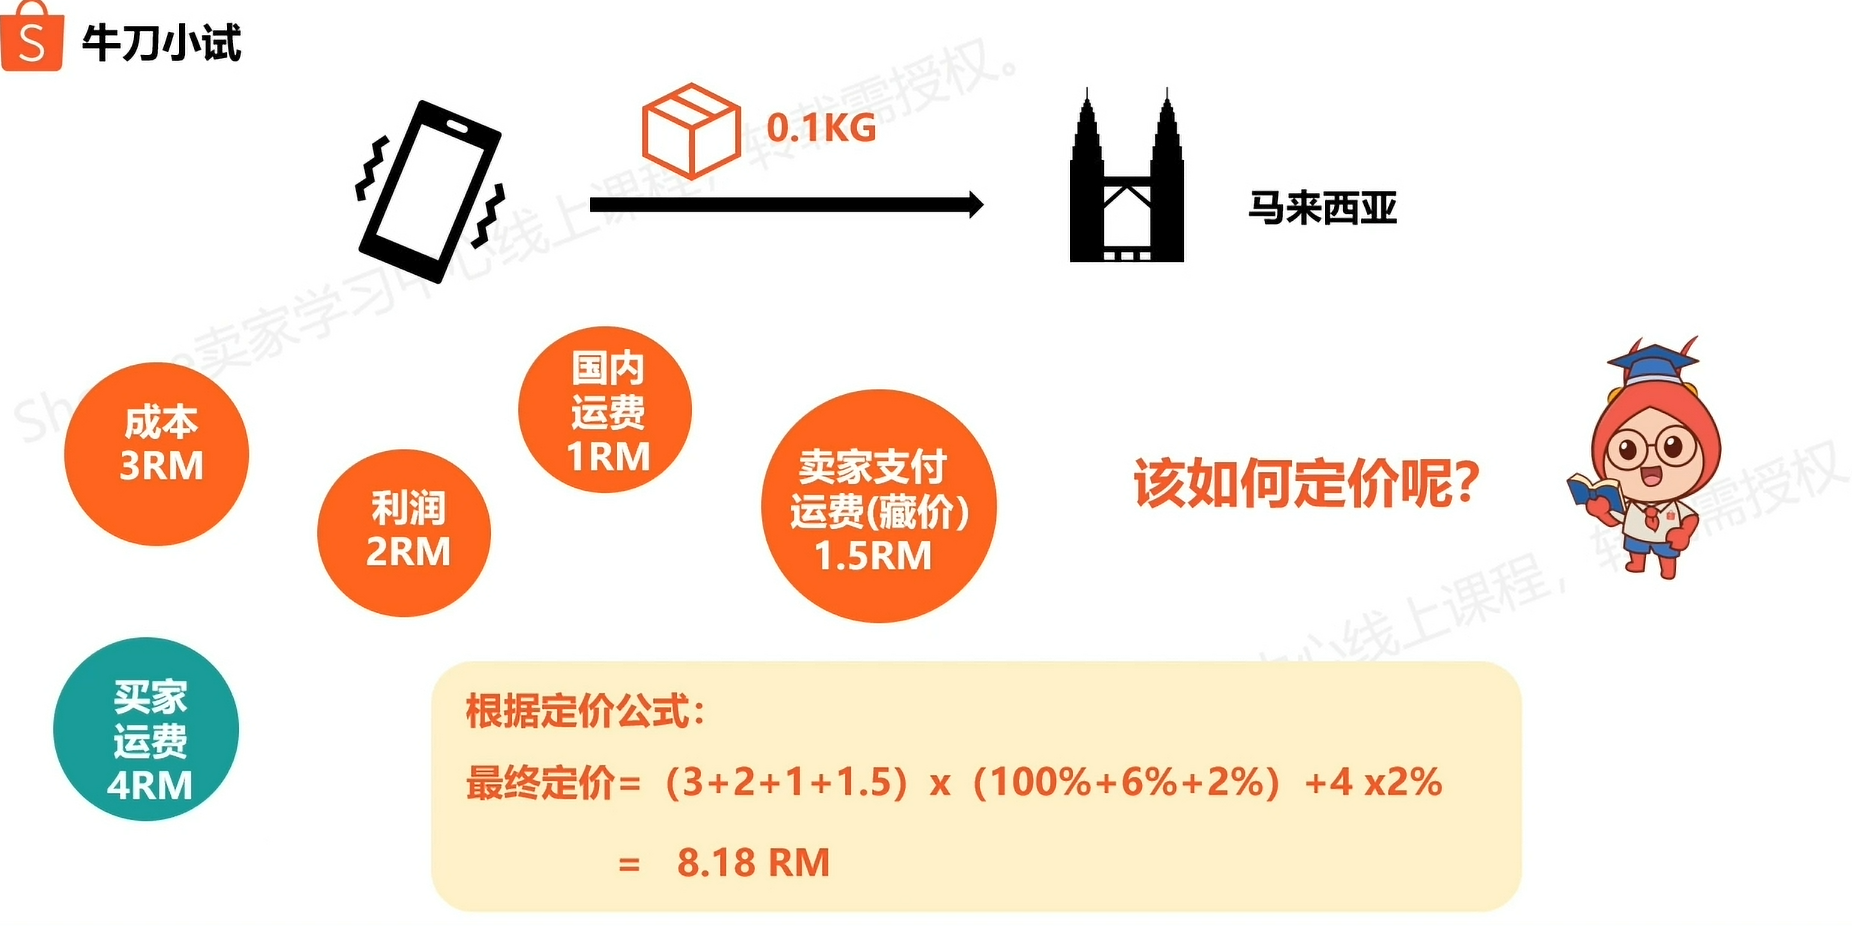 牛刀小试
0.1KG
马来西亚
成本
3RM
利润
2RM
国内
运费
1RM
卖家支付
运费(藏价)
1.5RM
该如何定价呢?
买家
运费
4RM
根据定价公式：
最终定价=（3+2+1+1.5）x（100%+6%+2%）+4 x2%
= 8.18 RM